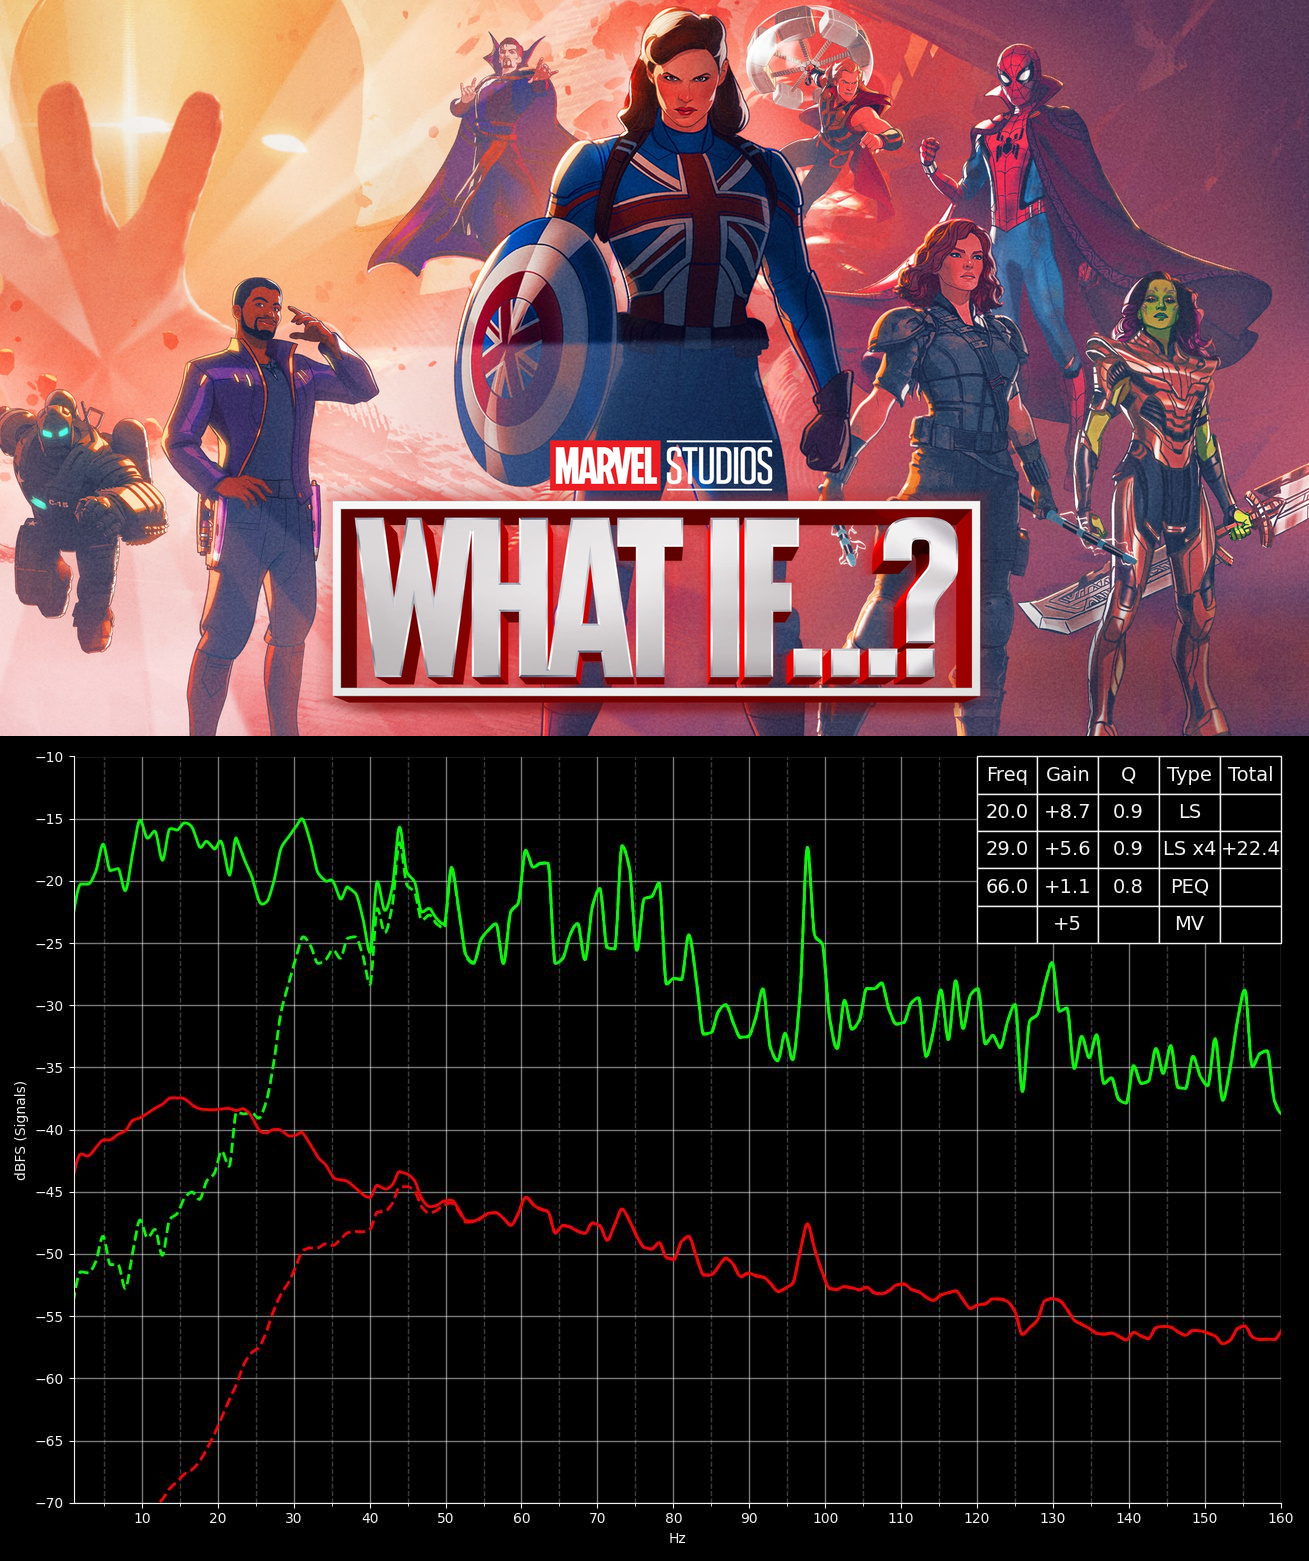 C-15
MARVEL STUDIOS
WHAT IF...?
Freq Gain Q Type Total
20.0 +8.7 0.9 LS
29.0 +5.6 0.9 LS x4 +22.4
66.0 +1.1 0.8 PEQ
+5 MV
−10
−15
−20
−25
−30
−35
−40
−45
−50
−55
−60
−65
−70
dBFS (Signals)
10 20 30 40 50 60 70 80 90 100 110 120 130 140 150 160
Hz